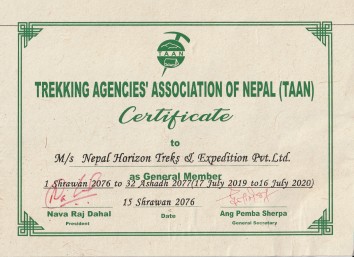 TAAN
TREKKING AGENCIES' ASSOCIATION OF NEPAL (TAAN)
Certificate
to
M/s Nepal Horizon Treks & Expedition Pvt.Ltd.
as General Member
1 Shrawan 2076 to 32 Ashadh 2077(17 July 2019 to16 July 2020)
15 Shrawan 2076
Nava Raj Dahal Date Ang Pemba Sherpa
President General Secretary